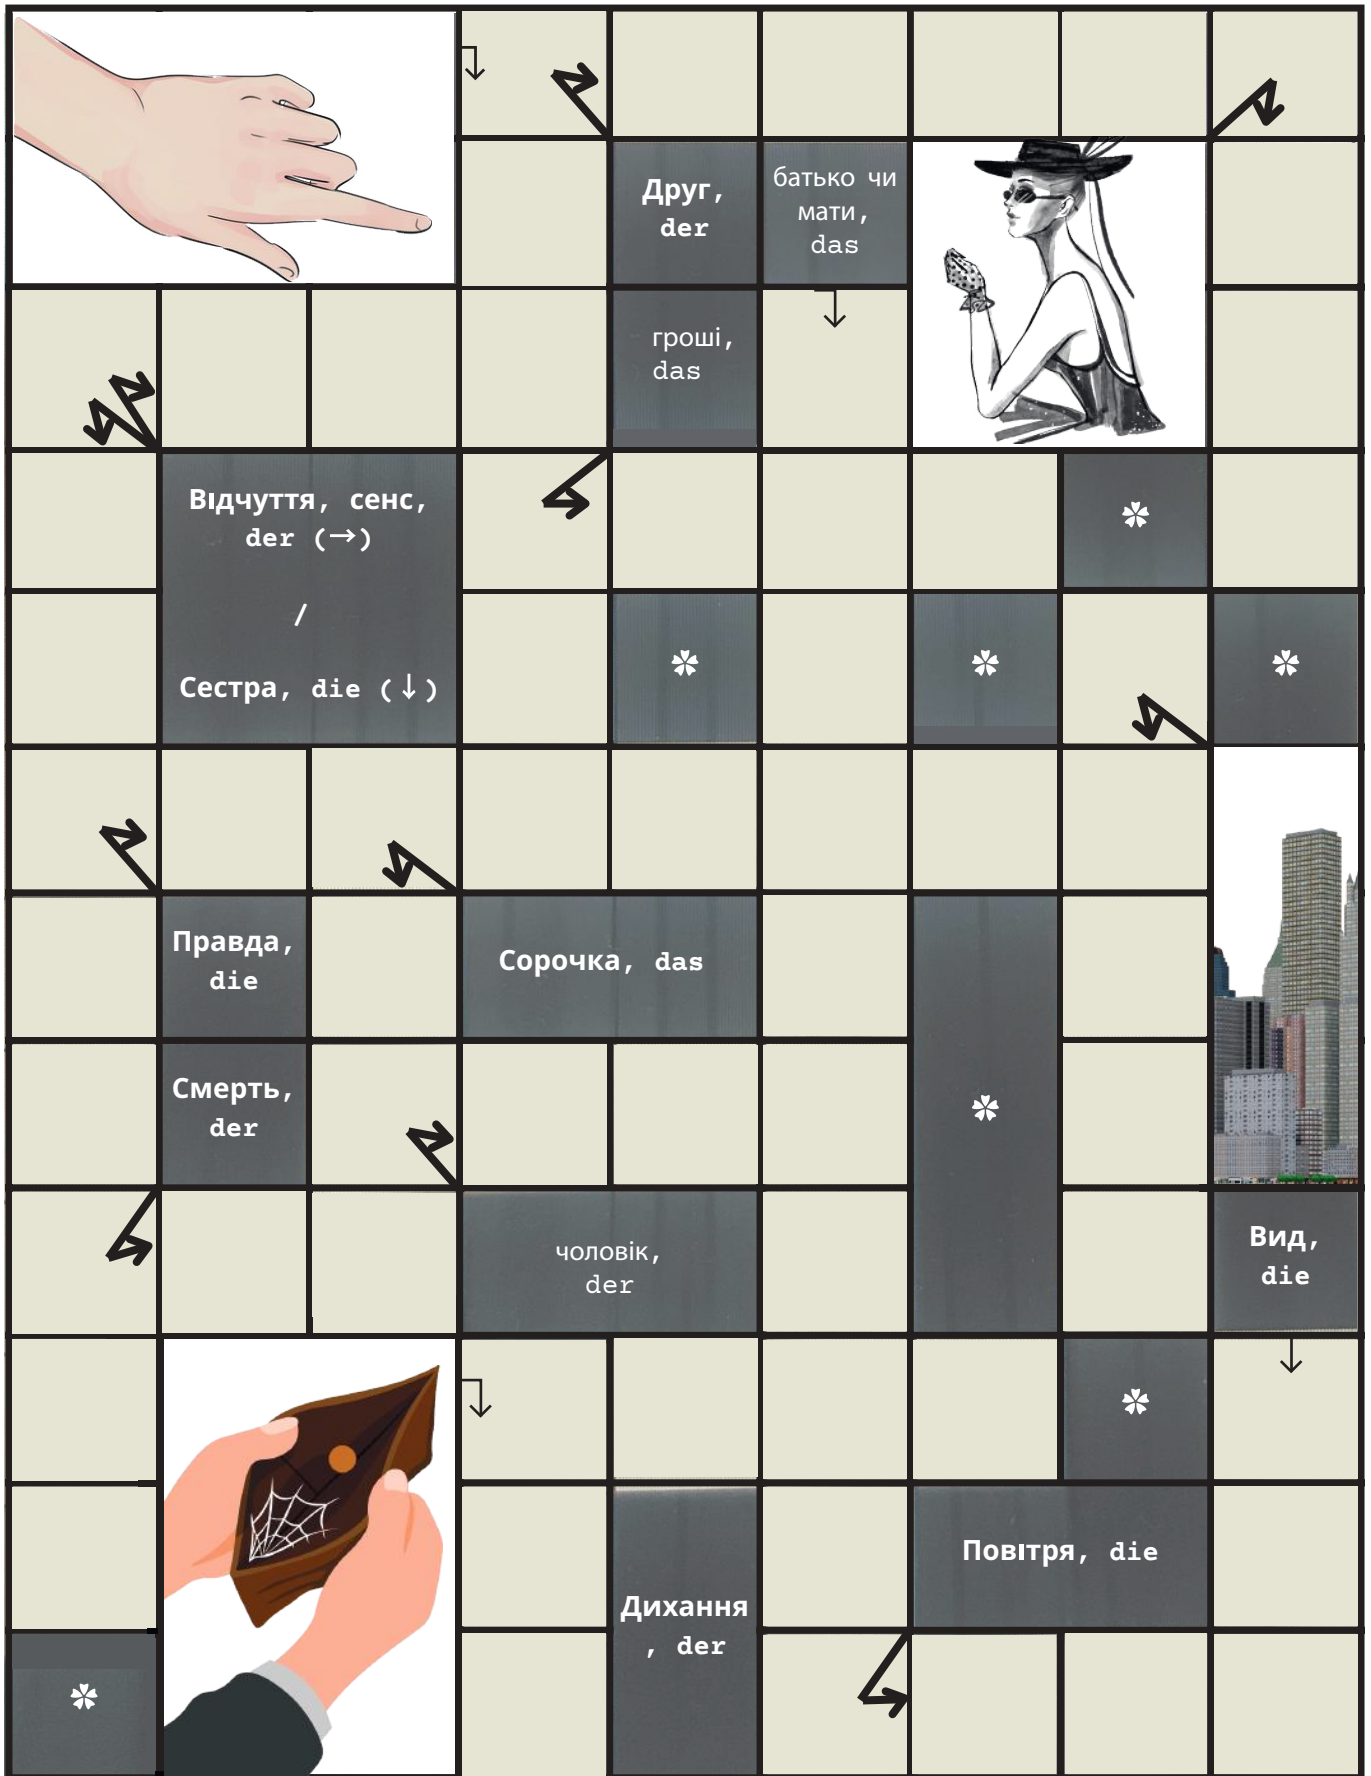 Друг,
der
батько чи
мати,
das
гроші,
das
Відчуття, сенс,
der (→)
/
Сестра, die (↓)
Правда,
die
Сорочка, das
Смерть,
der
чоловік,
der
Вид,
die
Повітря, die
Дихання
, der